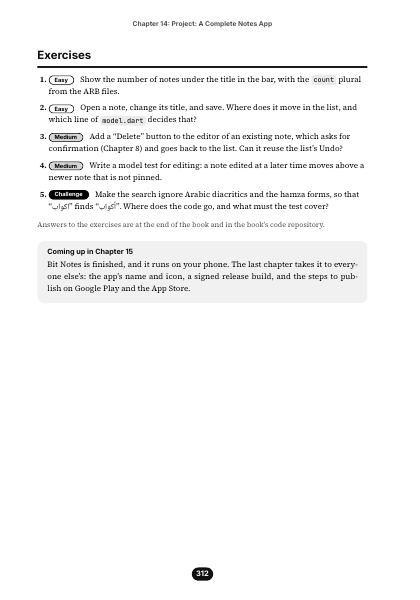 Chapter 14: Project: A Complete Notes App
Exercises
1. Easy Show the number of notes under the title in the bar, with the count plural
from the ARB files.
2. Easy Open a note, change its title, and save. Where does it move in the list, and
which line of model.dart decides that?
3. Medium Add a “Delete” button to the editor of an existing note, which asks for
confirmation (Chapter 8) and goes back to the list. Can it reuse the list’s Undo?
4. Medium Write a model test for editing: a note edited at a later time moves above a
newer note that is not pinned.
5. Challenge Make the search ignore Arabic diacritics and the hamza forms, so that
“اكواب” finds “أكواب”. Where does the code go, and what must the test cover?
Answers to the exercises are at the end of the book and in the book’s code repository.
Coming up in Chapter 15
Bit Notes is finished, and it runs on your phone. The last chapter takes it to every-
one else’s: the app’s name and icon, a signed release build, and the steps to pub-
lish on Google Play and the App Store.
312